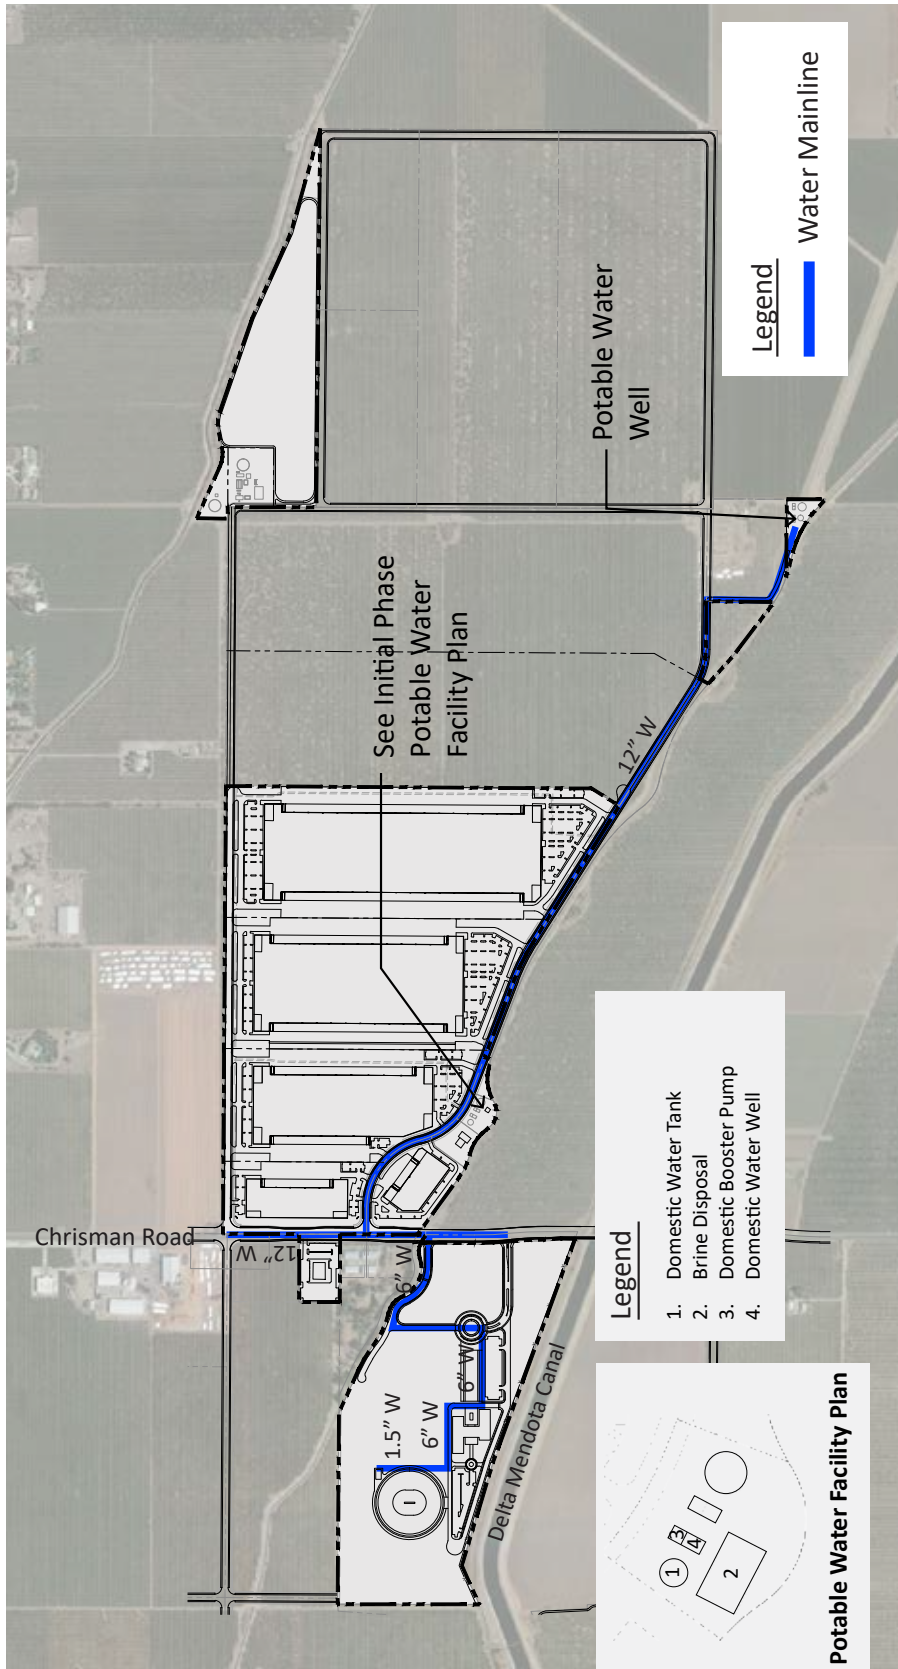 Legend
Water Mainline
Potable Water
Well
See Initial Phase
Potable Water
Facility Plan
12" W
Chrisman Road
12" W
6" W
6" W
1.5" W
6" W
Delta Mendota Canal
Legend
1. Domestic Water Tank
2. Brine Disposal
3. Domestic Booster Pump
4. Domestic Water Well
1
3
4
2
Potable Water Facility Plan